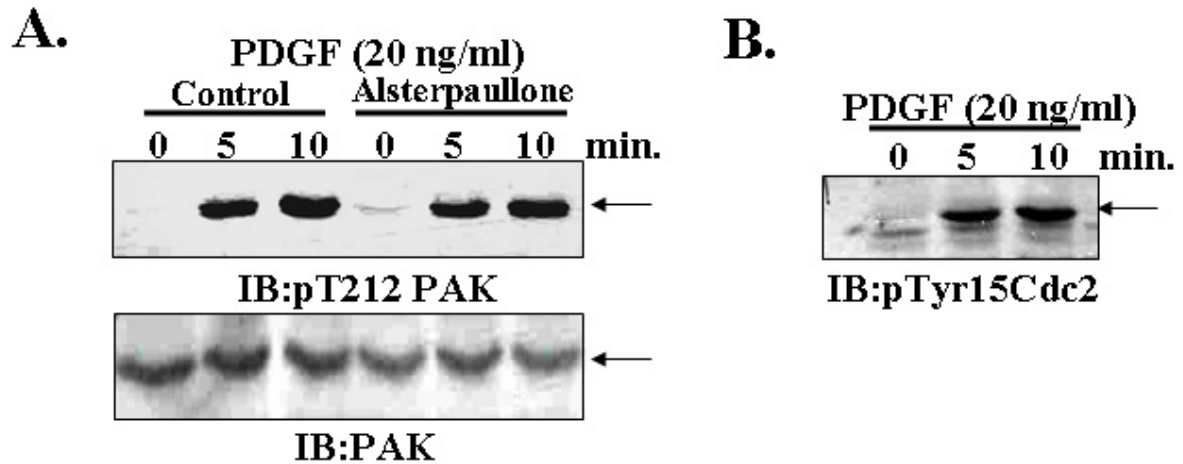 A.
PDGF (20 ng/ml)
Control Alsterpaullone
0 5 10 0 5 10 min.
IB:pT212 PAK
IB:PAK
B.
PDGF (20 ng/ml)
0 5 10 min.
IB:pTyr15Cdc2